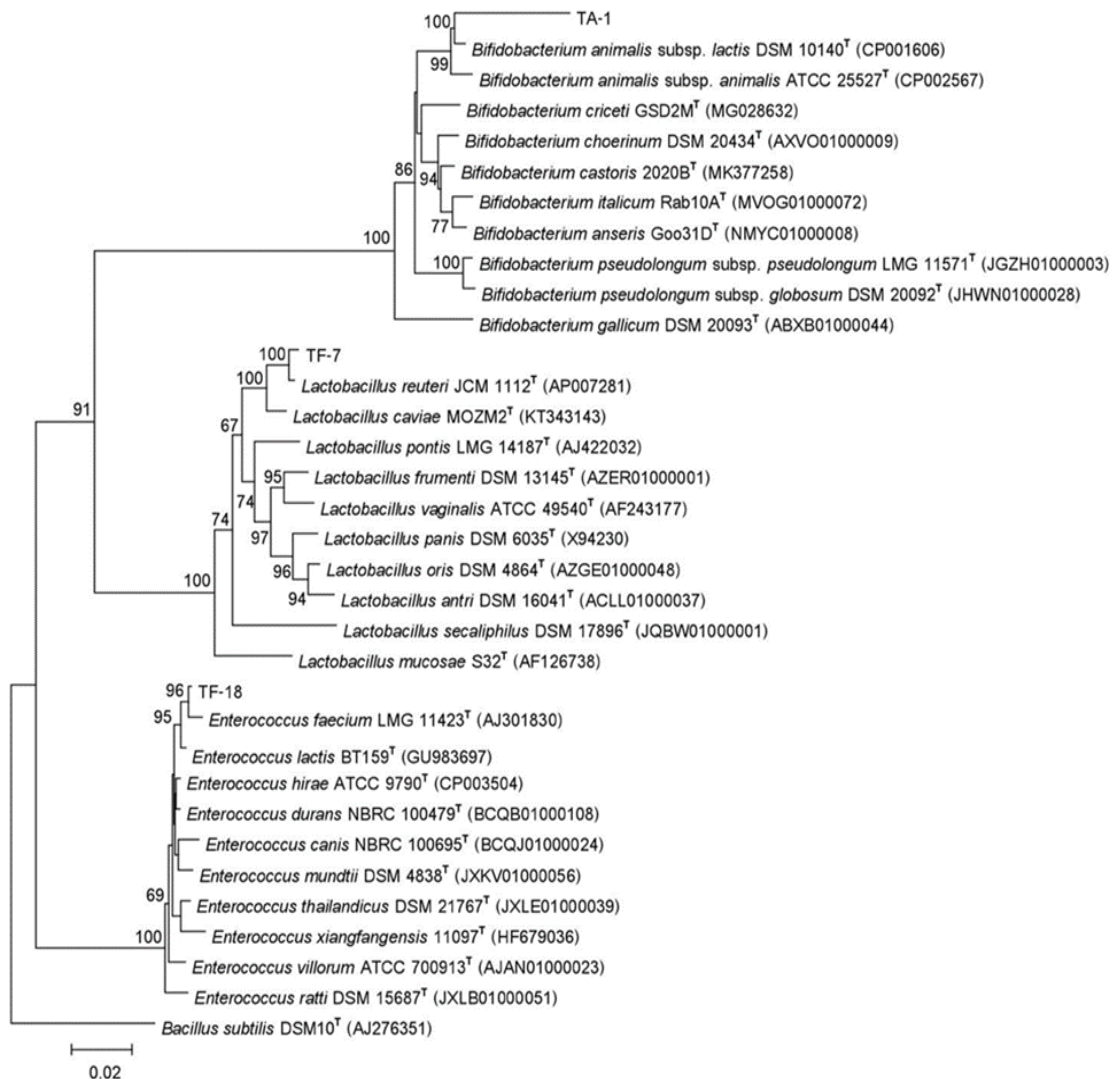 100
TA-1
Bifidobacterium animalis subsp. lactis DSM 10140ᵀ (CP001606)
99
Bifidobacterium animalis subsp. animalis ATCC 25527ᵀ (CP002567)
Bifidobacterium criceti GSD2Mᵀ (MG028632)
Bifidobacterium choerinum DSM 20434ᵀ (AXVO01000009)
86
94
Bifidobacterium castoris 2020Bᵀ (MK377258)
Bifidobacterium italicum Rab10Aᵀ (MVOG01000072)
77
Bifidobacterium anseris Goo31Dᵀ (NMYC01000008)
100
100
Bifidobacterium pseudolongum subsp. pseudolongum LMG 11571ᵀ (JGZH01000003)
Bifidobacterium pseudolongum subsp. globosum DSM 20092ᵀ (JHWN01000028)
Bifidobacterium gallicum DSM 20093ᵀ (ABXB01000044)
100
TF-7
100
Lactobacillus reuteri JCM 1112ᵀ (AP007281)
91
Lactobacillus caviae MOZM2ᵀ (KT343143)
67
Lactobacillus pontis LMG 14187ᵀ (AJ422032)
95
Lactobacillus frumenti DSM 13145ᵀ (AZER01000001)
74
Lactobacillus vaginalis ATCC 49540ᵀ (AF243177)
74
97
Lactobacillus panis DSM 6035ᵀ (X94230)
96
Lactobacillus oris DSM 4864ᵀ (AZGE01000048)
100
94
Lactobacillus antri DSM 16041ᵀ (ACLL01000037)
Lactobacillus secaliphilus DSM 17896ᵀ (JQBW01000001)
Lactobacillus mucosae S32ᵀ (AF126738)
96
TF-18
95
Enterococcus faecium LMG 11423ᵀ (AJ301830)
Enterococcus lactis BT159ᵀ (GU983697)
Enterococcus hirae ATCC 9790ᵀ (CP003504)
Enterococcus durans NBRC 100479ᵀ (BCQB01000108)
Enterococcus canis NBRC 100695ᵀ (BCQJ01000024)
Enterococcus mundtii DSM 4838ᵀ (JXKV01000056)
69
Enterococcus thailandicus DSM 21767ᵀ (JXLE01000039)
100
Enterococcus xiangfangensis 11097ᵀ (HF679036)
Enterococcus villorum ATCC 700913ᵀ (AJAN01000023)
Enterococcus ratti DSM 15687ᵀ (JXLB01000051)
Bacillus subtilis DSM10ᵀ (AJ276351)
0.02